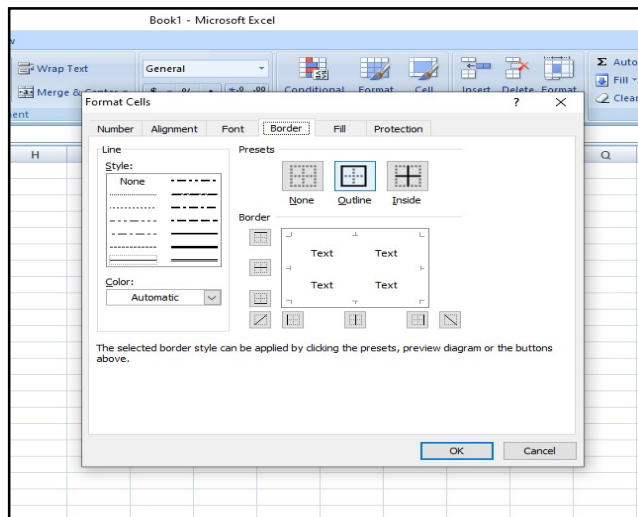 Book1 - Microsoft Excel
Wrap Text
General
Σ Auto
Fill
Merge & Center
$ %
.00
Conditional Format Cell
Insert Delete Format
Clear
Format Cells
? X
Number Alignment Font Border Fill Protection
H
Q
Line
Presets
Style:
None
None Outline Inside
Border
Text Text
Text Text
Color:
Automatic
The selected border style can be applied by clicking the presets, preview diagram or the buttons
above.
OK Cancel